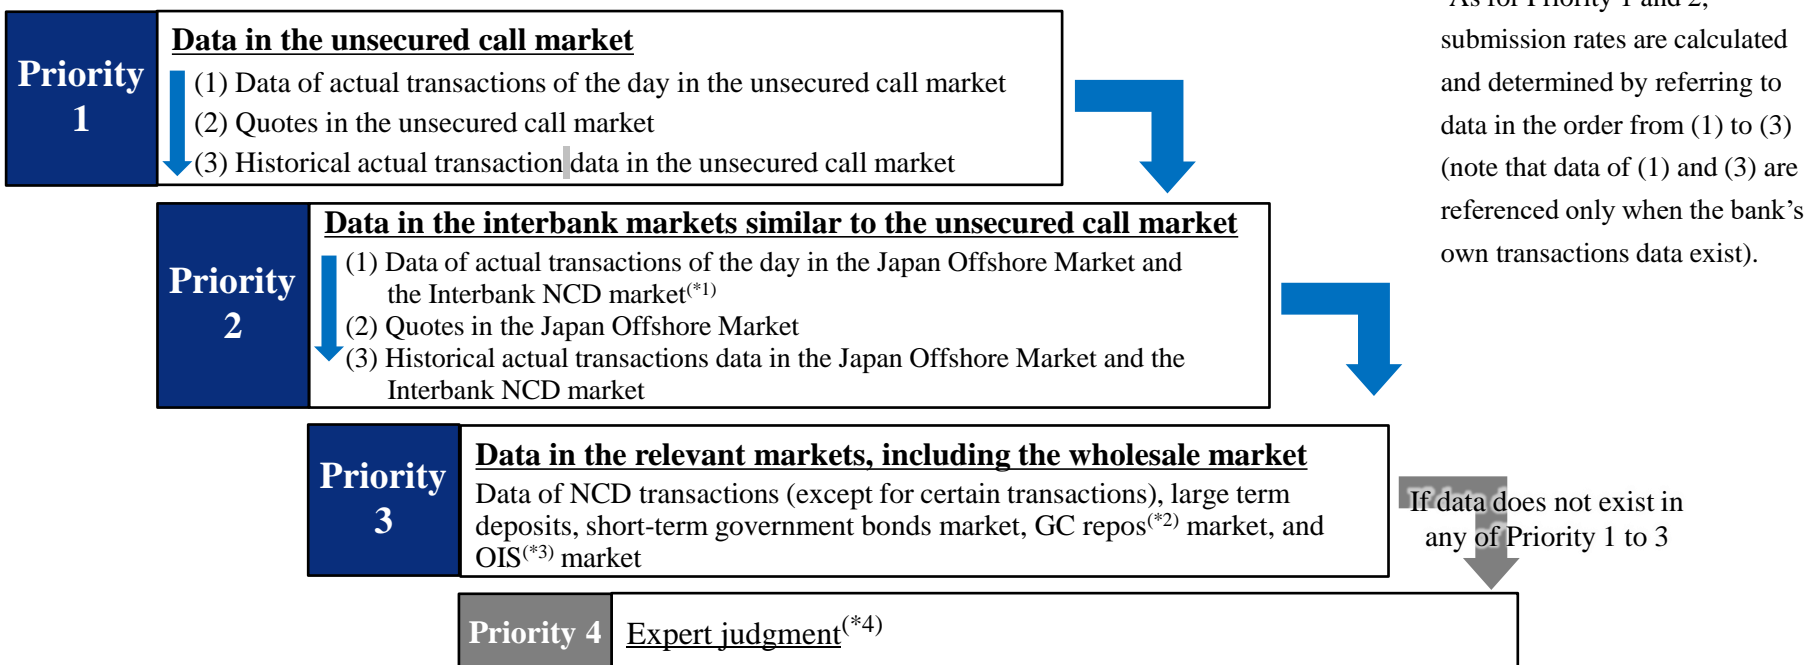 Priority
1
Data in the unsecured call market
(1) Data of actual transactions of the day in the unsecured call market
(2) Quotes in the unsecured call market
(3) Historical actual transaction data in the unsecured call market
As for Priority 1 and 2,
submission rates are calculated
and determined by referring to
data in the order from (1) to (3)
(note that data of (1) and (3) are
referenced only when the bank’s
own transactions data exist).
Priority
2
Data in the interbank markets similar to the unsecured call market
(1) Data of actual transactions of the day in the Japan Offshore Market and
the Interbank NCD market(*1)
(2) Quotes in the Japan Offshore Market
(3) Historical actual transactions data in the Japan Offshore Market and the
Interbank NCD market
Priority
3
Data in the relevant markets, including the wholesale market
Data of NCD transactions (except for certain transactions), large term
deposits, short-term government bonds market, GC repos(*2) market, and
OIS(*3) market
If data does not exist in
any of Priority 1 to 3
Priority 4
Expert judgment(*4)